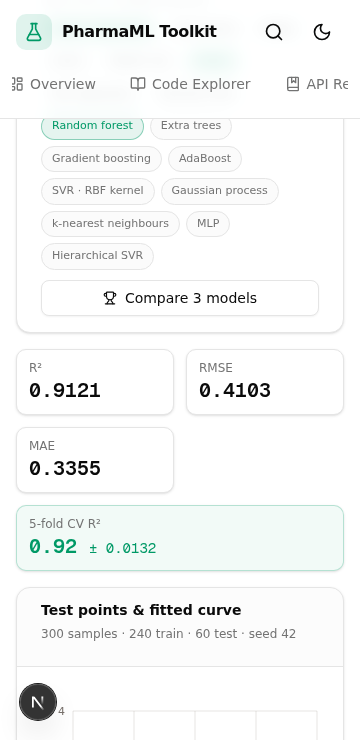 PharmaML Toolkit
Overview
Code Explorer
API Re
Random forest
Extra trees
Gradient boosting
AdaBoost
SVR · RBF kernel
Gaussian process
k-nearest neighbours
MLP
Hierarchical SVR
Compare 3 models
R²
0.9121
RMSE
0.4103
MAE
0.3355
5-fold CV R²
0.92 ± 0.0132
Test points & fitted curve
300 samples · 240 train · 60 test · seed 42
N
4